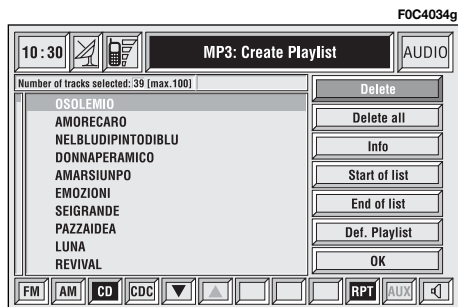 F0C4034g
10:30 MP3: Create Playlist AUDIO
Number of tracks selected: 39 [max.100]
OSOLEMIO
AMORECARO
NELBLUDIPINTODIBLU
DONNAPERAMICO
AMARSIUNPO
EMOZIONI
SEIGRANDE
PAZZAIDEA
LUNA
REVIVAL
Delete
Delete all
Info
Start of list
End of list
Def. Playlist
OK
FM AM CD CDC RPT AUX